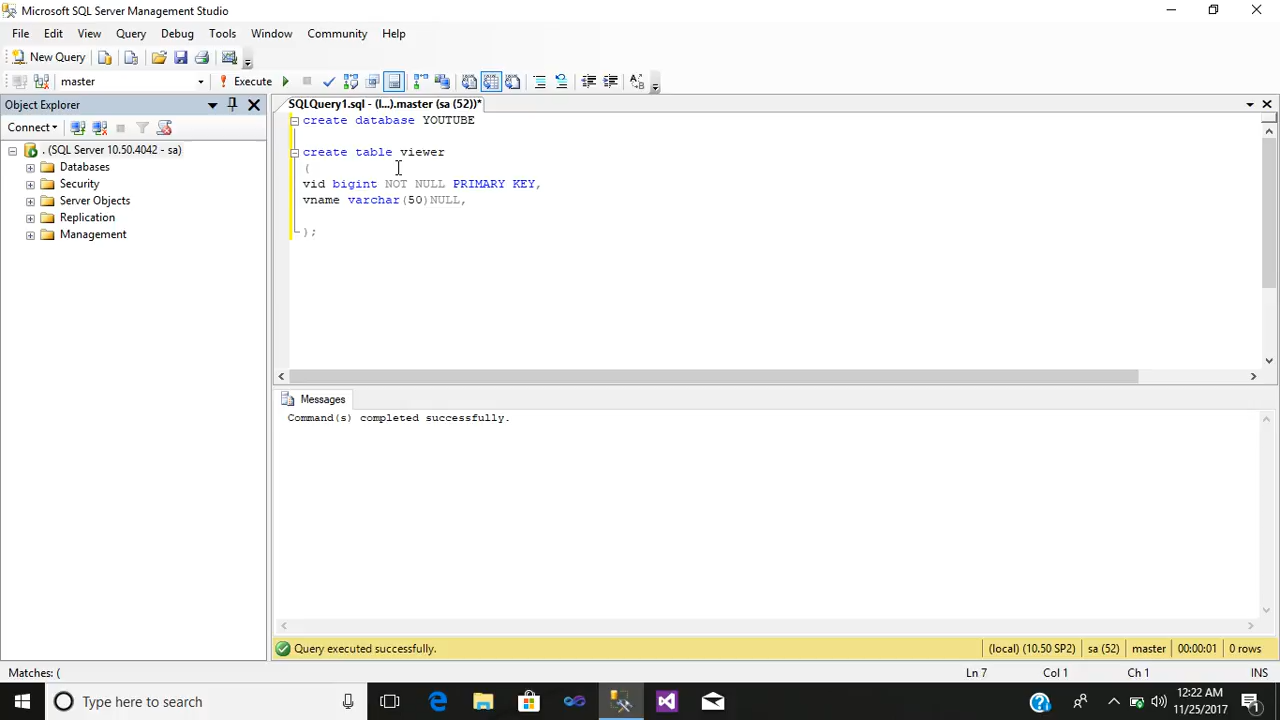 Microsoft SQL Server Management Studio
File Edit View Query Debug Tools Window Community Help
New Query
master Execute
Object Explorer
SQLQuery1.sql - (l...).master (sa (52))*
Connect
. (SQL Server 10.50.4042 - sa)
Databases
Security
Server Objects
Replication
Management
create database YOUTUBE
create table viewer
(
vid bigint NOT NULL PRIMARY KEY,
vname varchar(50)NULL,
);
Messages
Command(s) completed successfully.
Query executed successfully. (local) (10.50 SP2) sa (52) master 00:00:01 0 rows
Matches: ( Ln 7 Col 1 Ch 1 INS
Type here to search
12:22 AM
11/25/2017
1